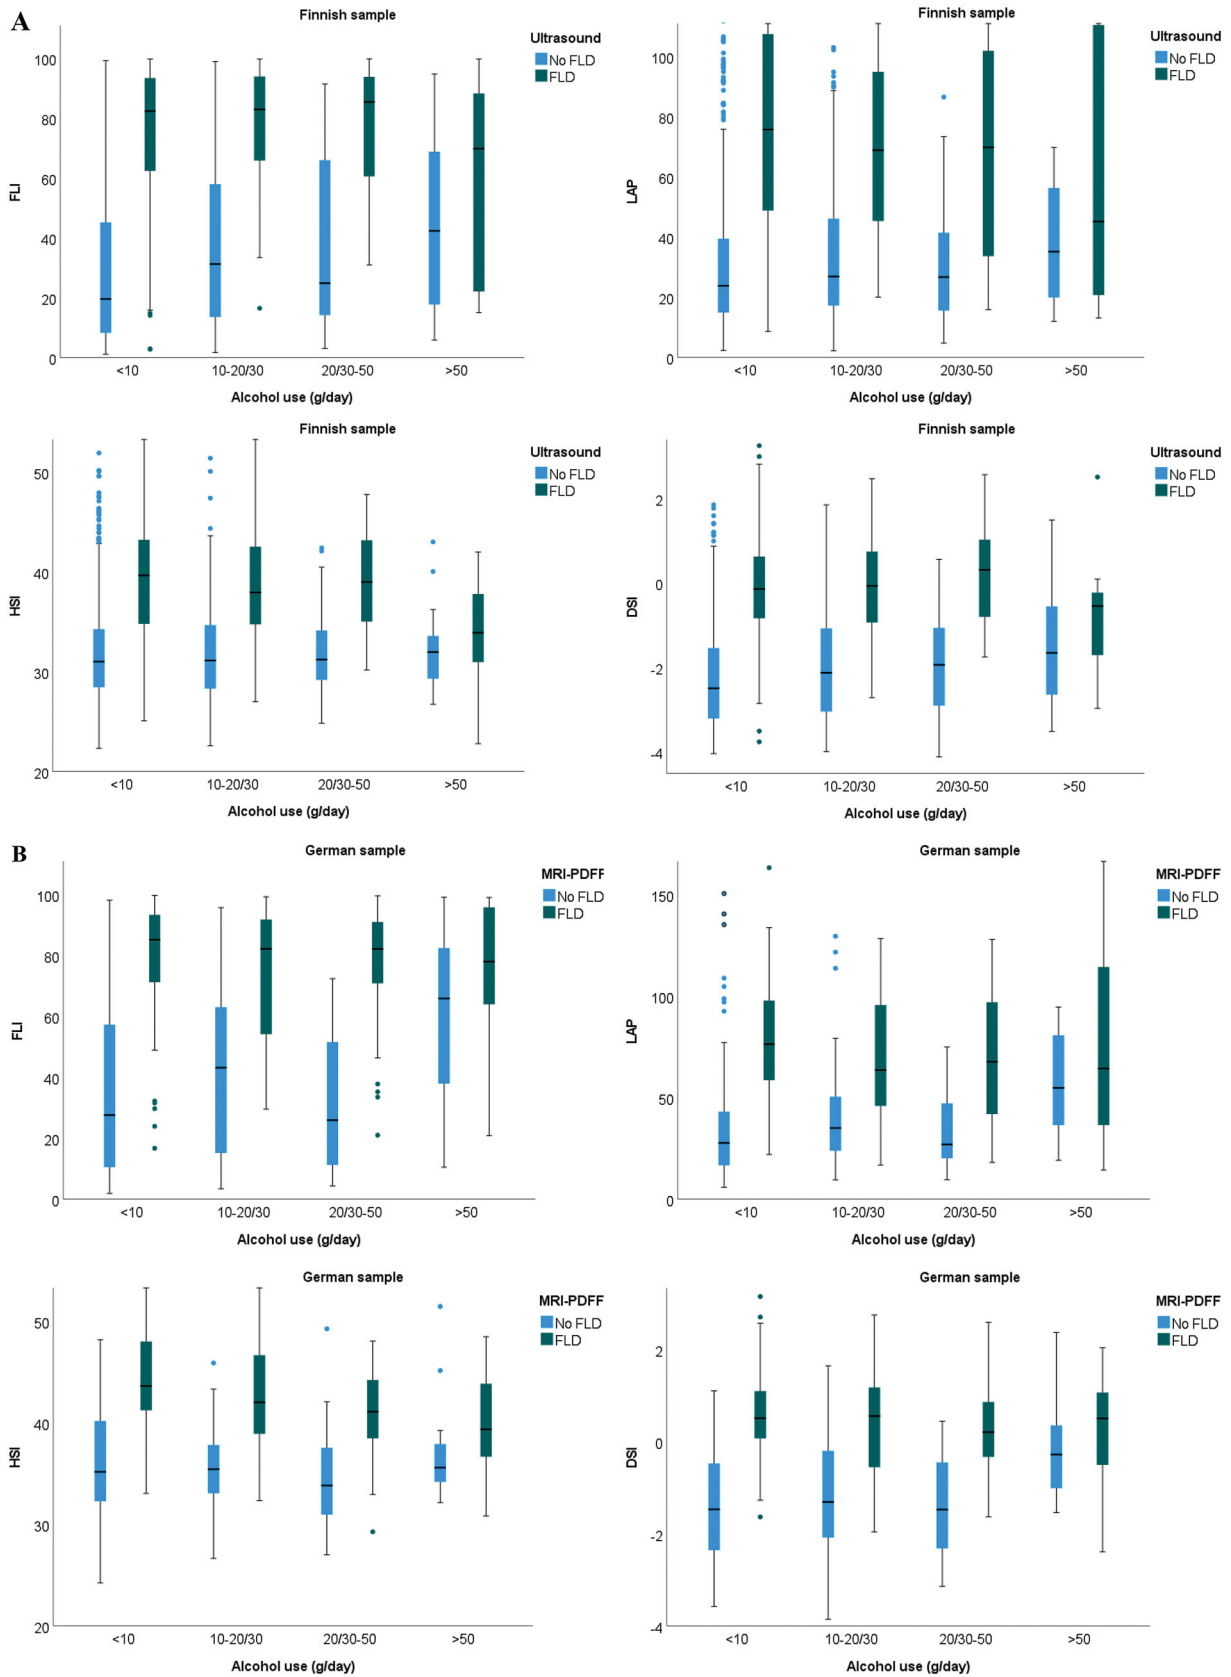 A
Finnish sample
Ultrasound
No FLD
FLD
FLI
100
80
60
40
20
0
<10
10-20/30
20/30-50
>50
Alcohol use (g/day)
Finnish sample
Ultrasound
No FLD
FLD
LAP
100
80
60
40
20
0
<10
10-20/30
20/30-50
>50
Alcohol use (g/day)
Finnish sample
Ultrasound
No FLD
FLD
HSI
50
40
30
20
<10
10-20/30
20/30-50
>50
Alcohol use (g/day)
Finnish sample
Ultrasound
No FLD
FLD
DSI
2
0
-2
-4
<10
10-20/30
20/30-50
>50
Alcohol use (g/day)
B
German sample
MRI-PDFF
No FLD
FLD
FLI
100
80
60
40
20
0
<10
10-20/30
20/30-50
>50
Alcohol use (g/day)
German sample
MRI-PDFF
No FLD
FLD
LAP
150
100
50
0
<10
10-20/30
20/30-50
>50
Alcohol use (g/day)
German sample
MRI-PDFF
No FLD
FLD
HSI
50
40
30
20
<10
10-20/30
20/30-50
>50
Alcohol use (g/day)
German sample
MRI-PDFF
No FLD
FLD
DSI
2
0
-2
-4
<10
10-20/30
20/30-50
>50
Alcohol use (g/day)